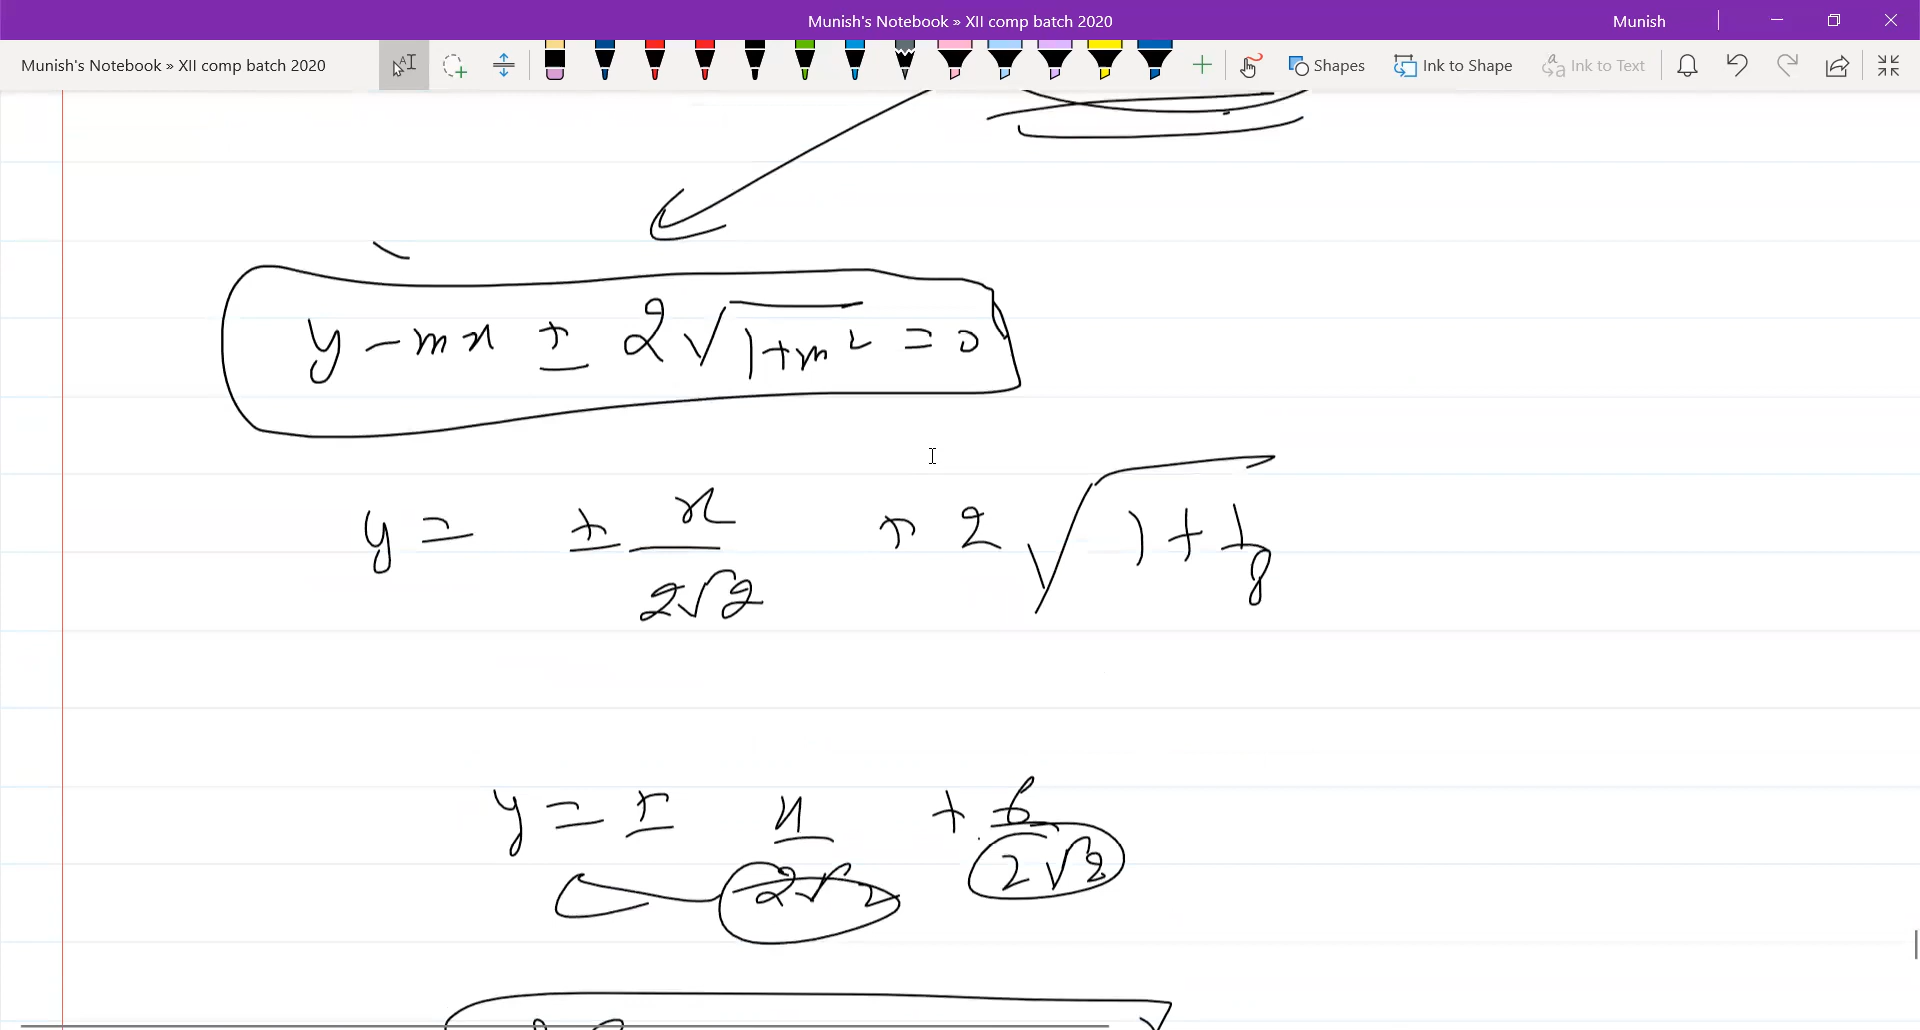 Munish's Notebook » XII comp batch 2020 Munish
Munish's Notebook » XII comp batch 2020 Shapes Ink to Shape Ink to Text
y - mx ± 2√(1+m²) = 0
y = ± x/2√2 + 2√(1 + 1/8)
y = ± x/2√2 + 6/2√2